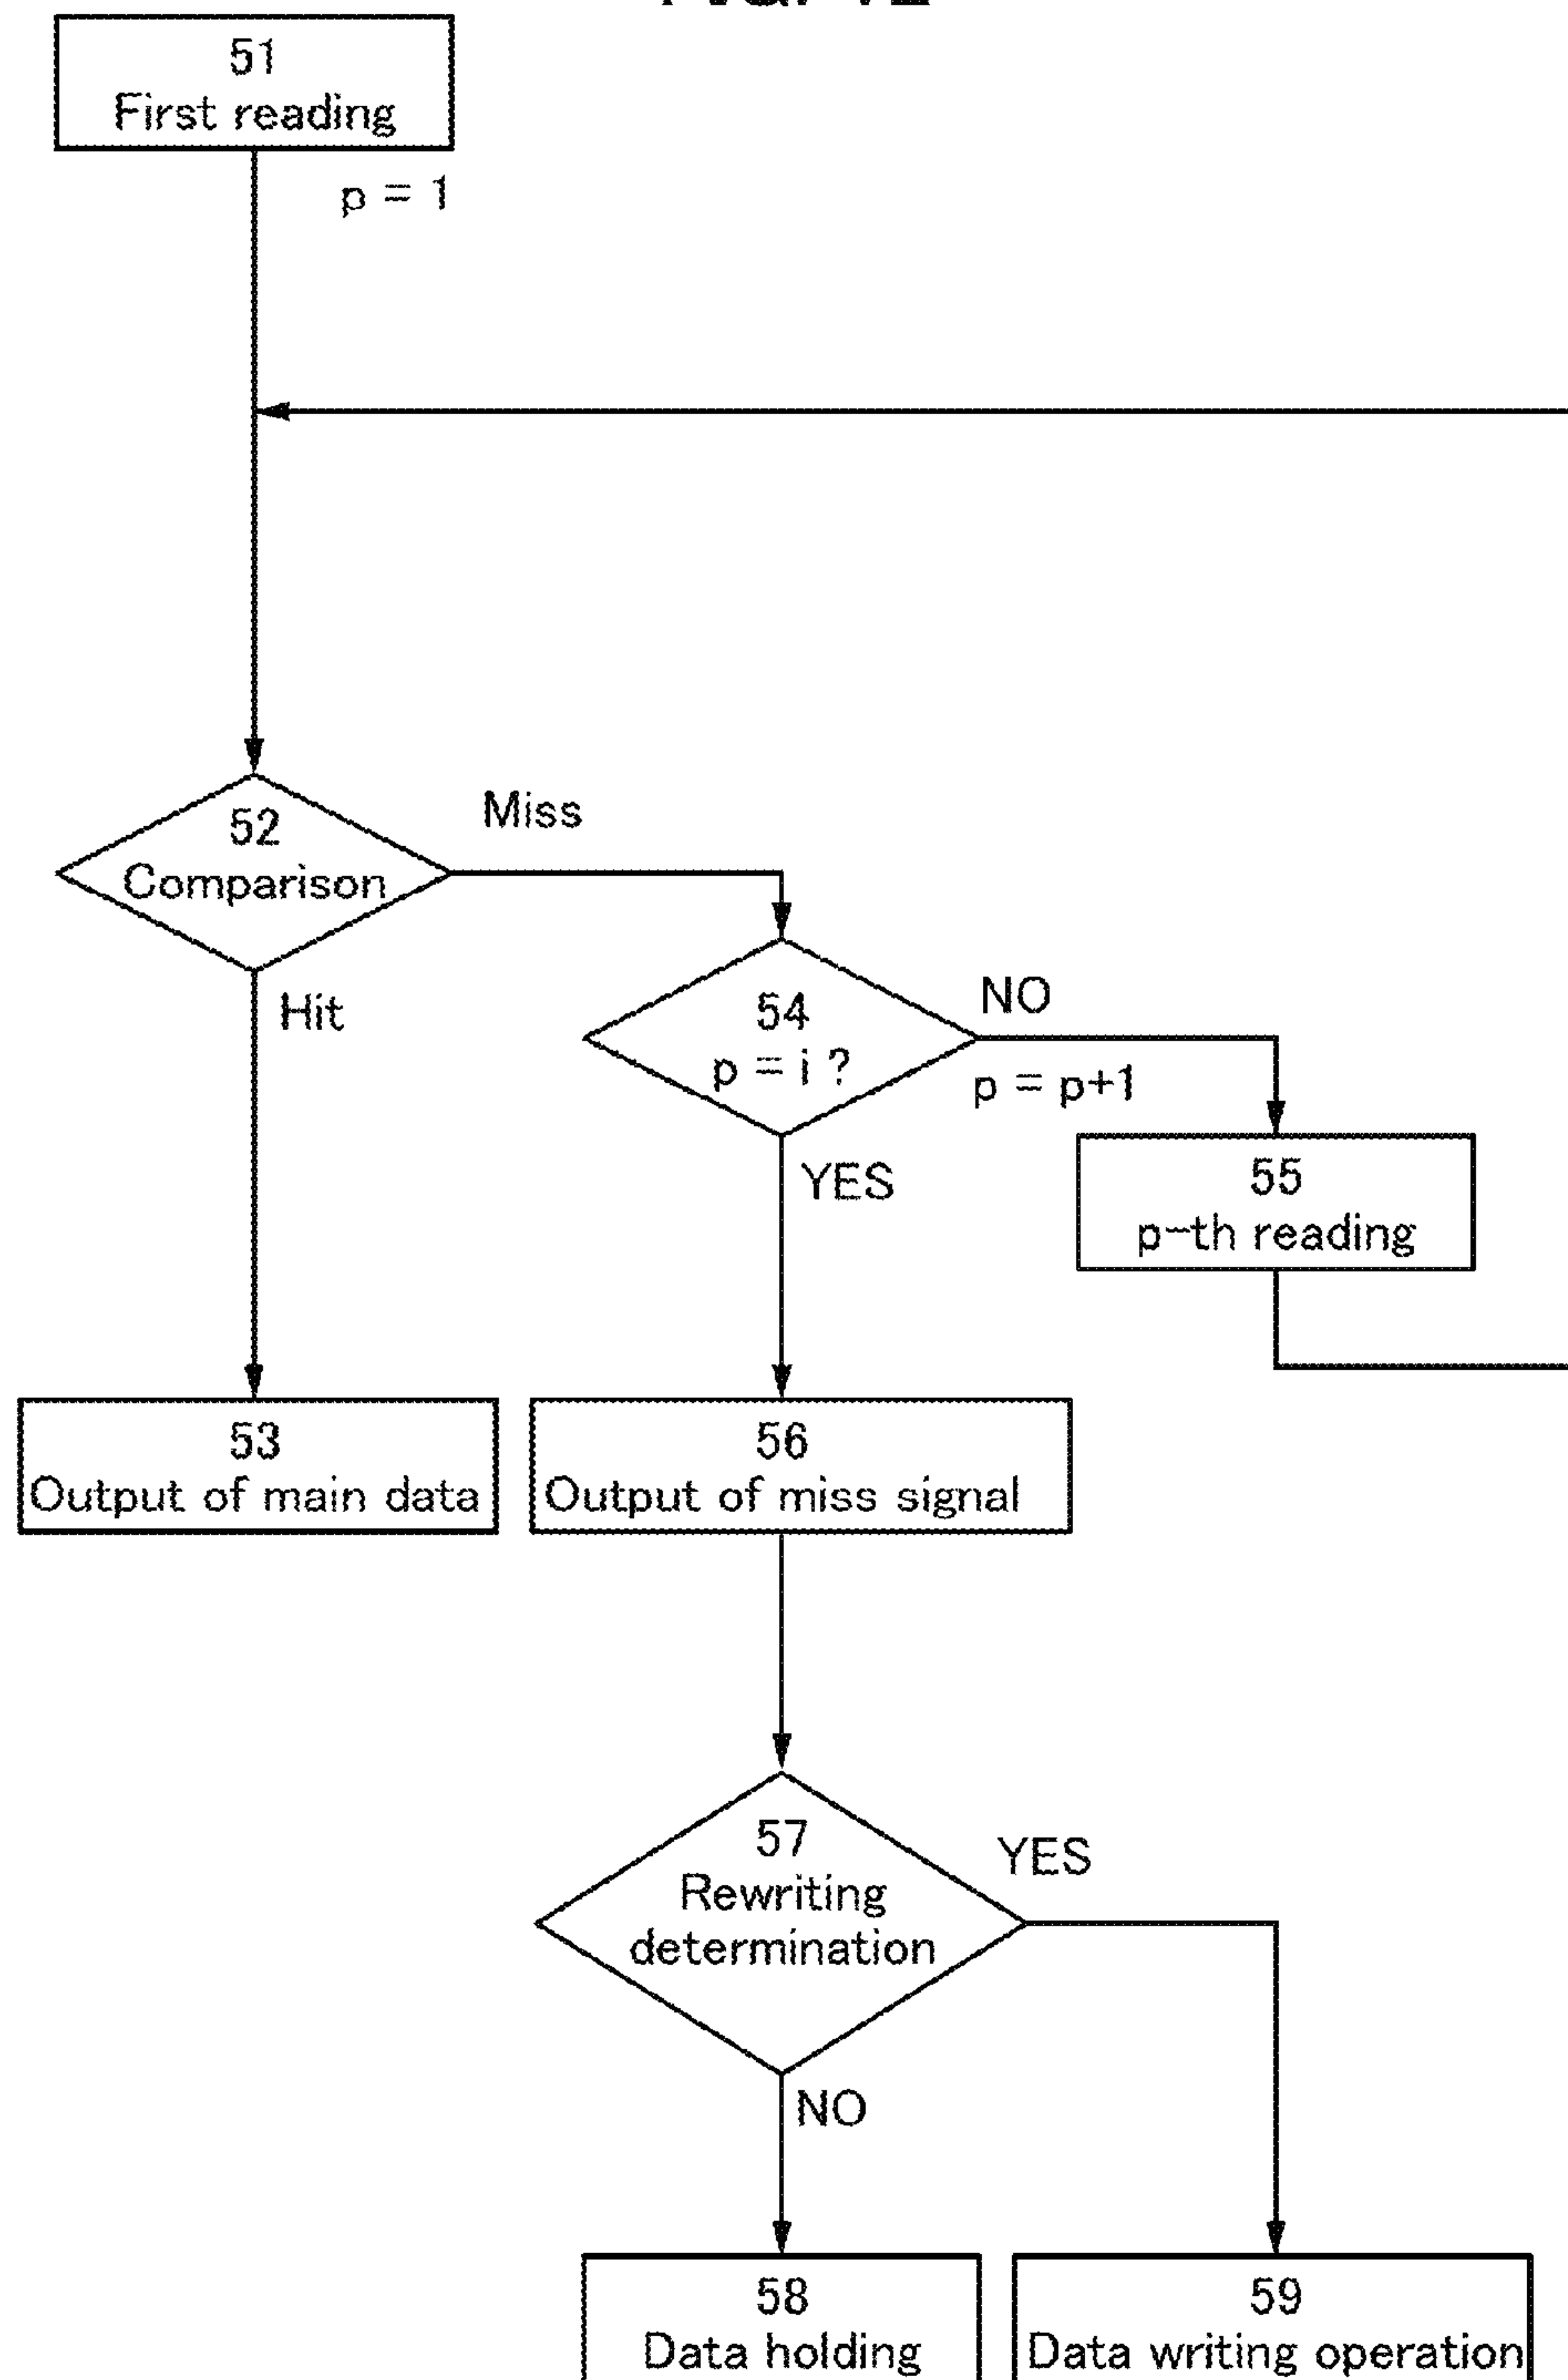 51
First reading
p = 1
52
Comparison
Miss
Hit
54
p = i ?
NO
p = p+1
YES
55
p-th reading
53
Output of main data
56
Output of miss signal
57
Rewriting
determination
YES
NO
58
Data holding
59
Data writing operation